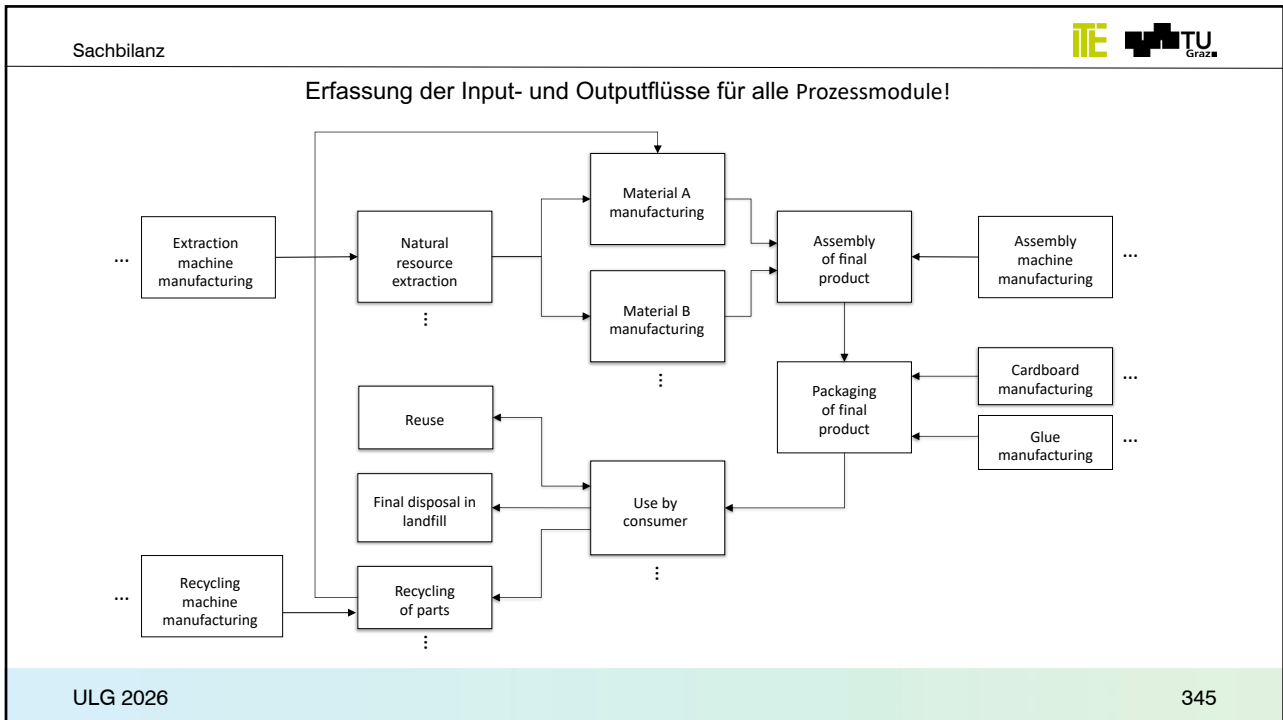 Sachbilanz
iTE TU
Graz
Erfassung der Input- und Outputflüsse für alle Prozessmodule!
...
Extraction
machine
manufacturing
Natural
resource
extraction
...
Material A
manufacturing
Material B
manufacturing
...
Assembly
of final
product
Assembly
machine
manufacturing
...
Packaging
of final
product
Cardboard
manufacturing
...
Glue
manufacturing
...
Reuse
Final disposal in
landfill
Use by
consumer
...
...
Recycling
machine
manufacturing
Recycling
of parts
...
ULG 2026
345